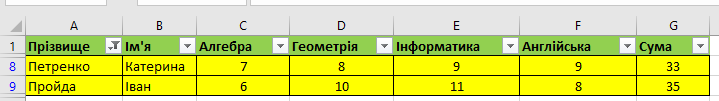 A B C D E F G
1 Прізвище Ім'я Алгебра Геометрія Інформатика Англійська Сума
8 Петренко Катерина 7 8 9 9 33
9 Пройда Іван 6 10 11 8 35